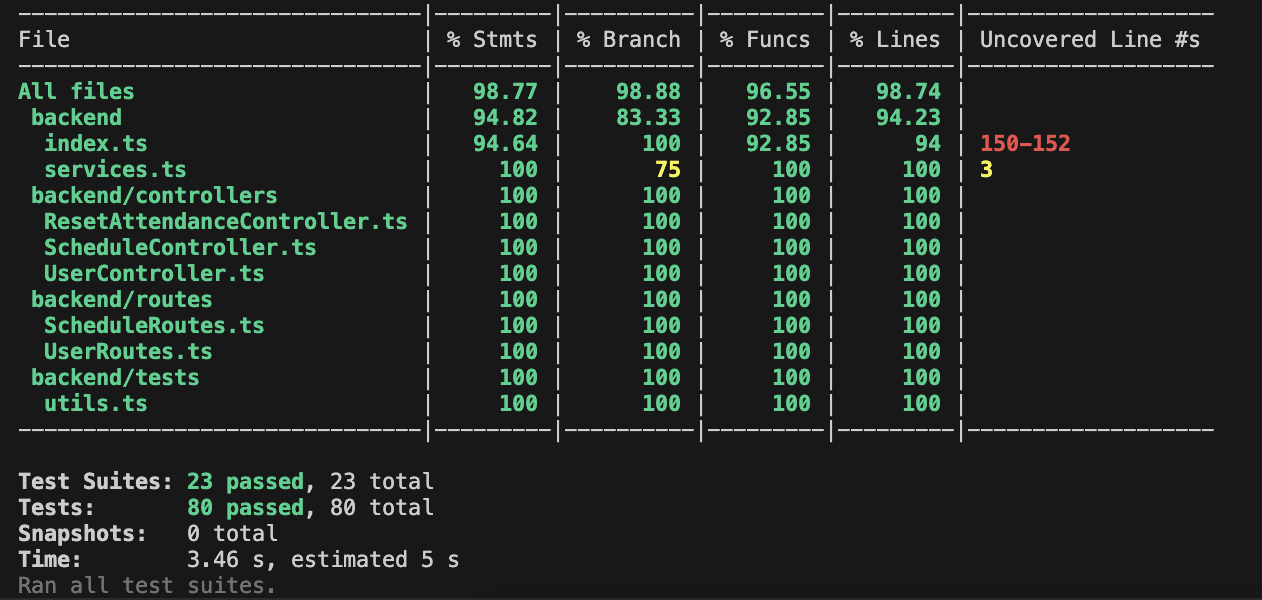 File | % Stmts | % Branch | % Funcs | % Lines | Uncovered Line #s
All files | 98.77 | 98.88 | 96.55 | 98.74 |
backend | 94.82 | 83.33 | 92.85 | 94.23 |
index.ts | 94.64 | 100 | 92.85 | 94 | 150-152
services.ts | 100 | 75 | 100 | 100 | 3
backend/controllers | 100 | 100 | 100 | 100 |
ResetAttendanceController.ts | 100 | 100 | 100 | 100 |
ScheduleController.ts | 100 | 100 | 100 | 100 |
UserController.ts | 100 | 100 | 100 | 100 |
backend/routes | 100 | 100 | 100 | 100 |
ScheduleRoutes.ts | 100 | 100 | 100 | 100 |
UserRoutes.ts | 100 | 100 | 100 | 100 |
backend/tests | 100 | 100 | 100 | 100 |
utils.ts | 100 | 100 | 100 | 100 |
Test Suites: 23 passed, 23 total
Tests: 80 passed, 80 total
Snapshots: 0 total
Time: 3.46 s, estimated 5 s
Ran all test suites.